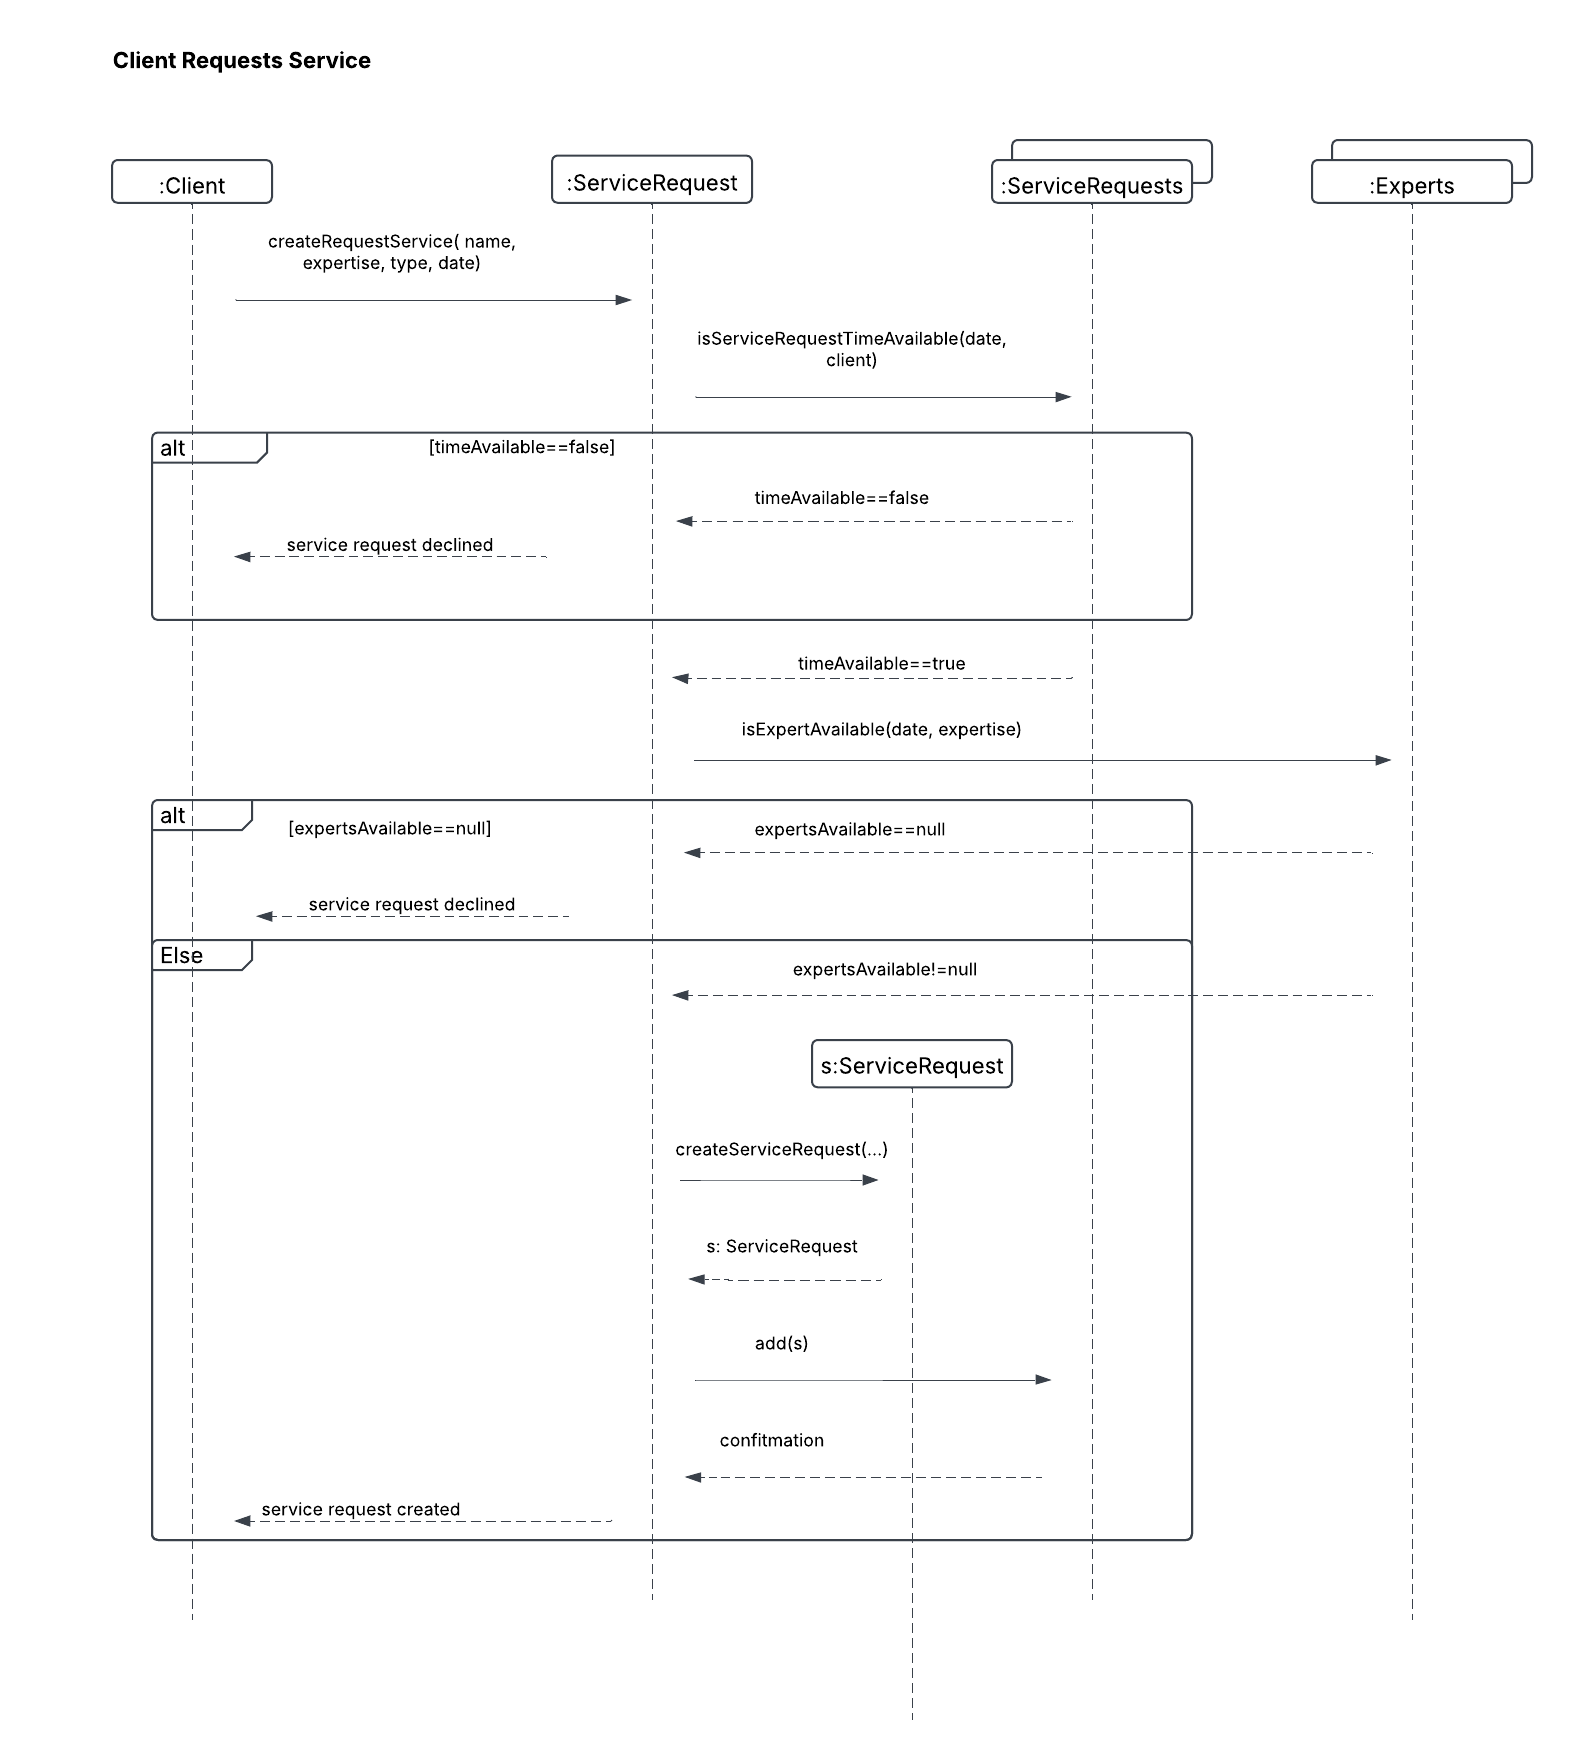 Client Requests Service
:Client
:ServiceRequest
:ServiceRequests
:Experts
createRequestService( name,
expertise, type, date)
isServiceRequestTimeAvailable(date,
client)
alt
[timeAvailable==false]
timeAvailable==false
service request declined
timeAvailable==true
isExpertAvailable(date, expertise)
alt
[expertsAvailable==null]
expertsAvailable==null
service request declined
Else
expertsAvailable!=null
s:ServiceRequest
createServiceRequest(...)
s: ServiceRequest
add(s)
confitmation
service request created